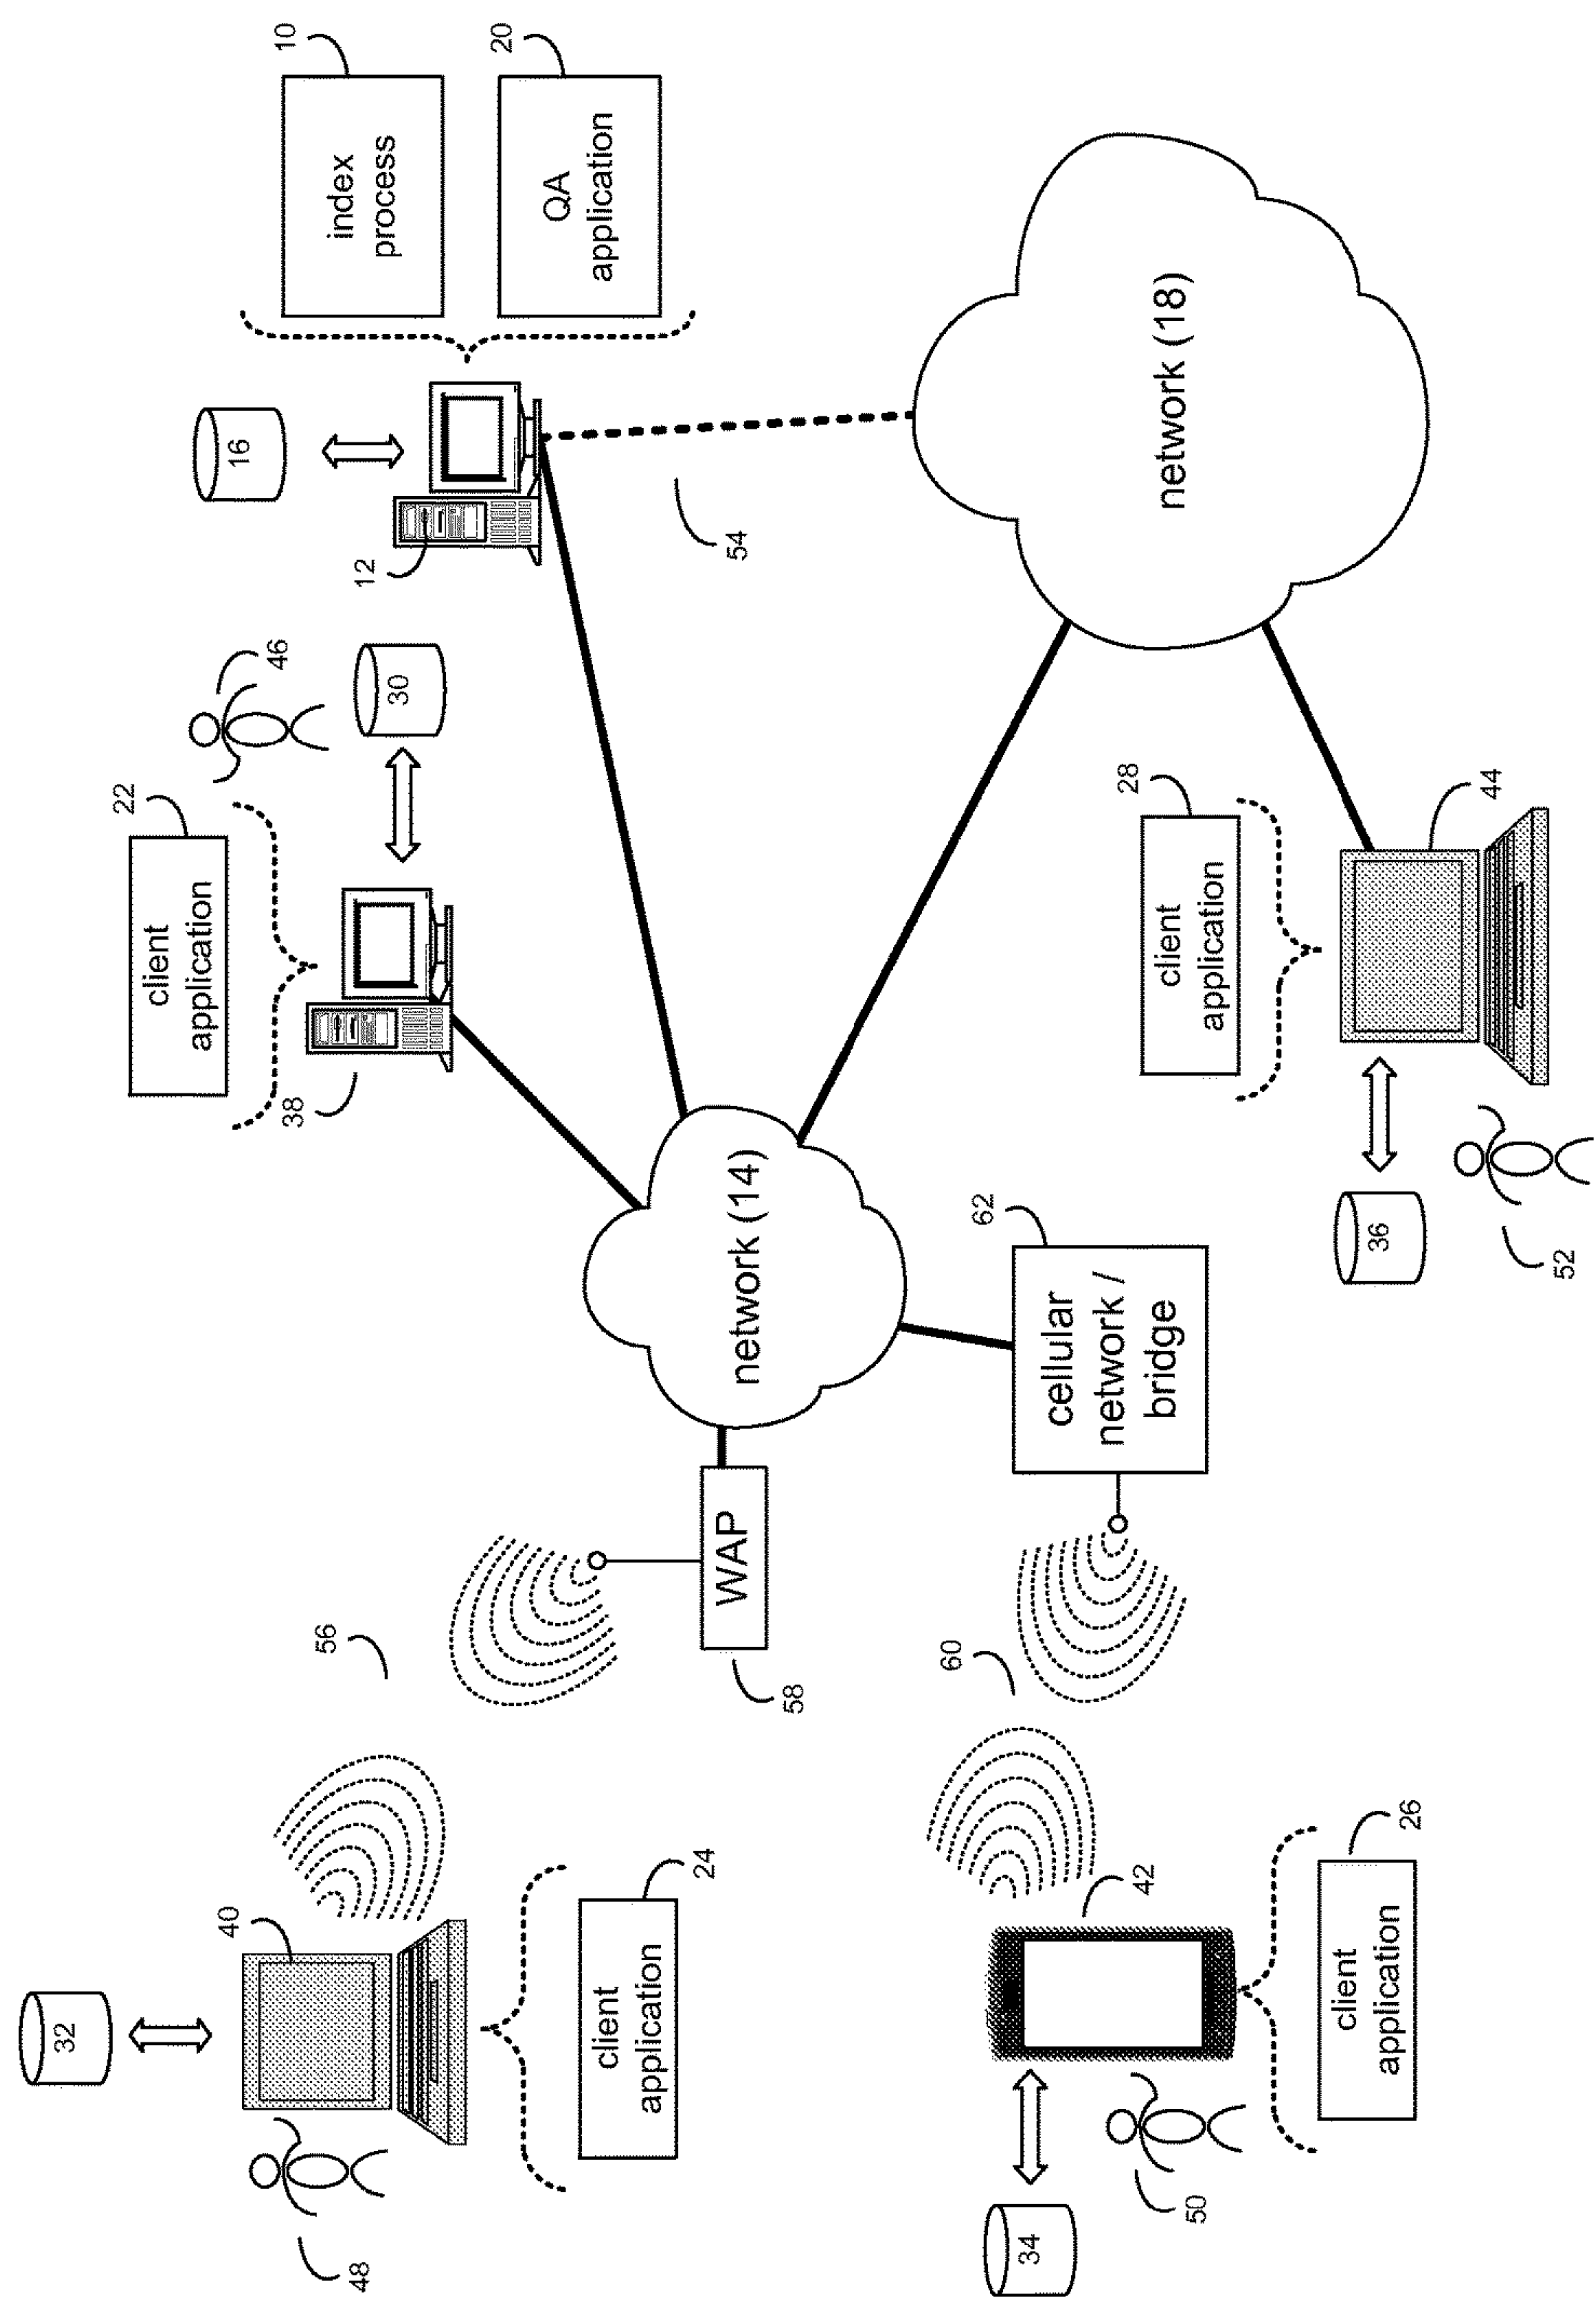 32
40
48
client
application
24
56
WAP
58
22
client
application
38
46
30
16
12
index
process
10
QA
application
20
54
network (14)
network (18)
cellular
network /
bridge
62
60
42
34
50
client
application
26
client
application
28
44
36
52